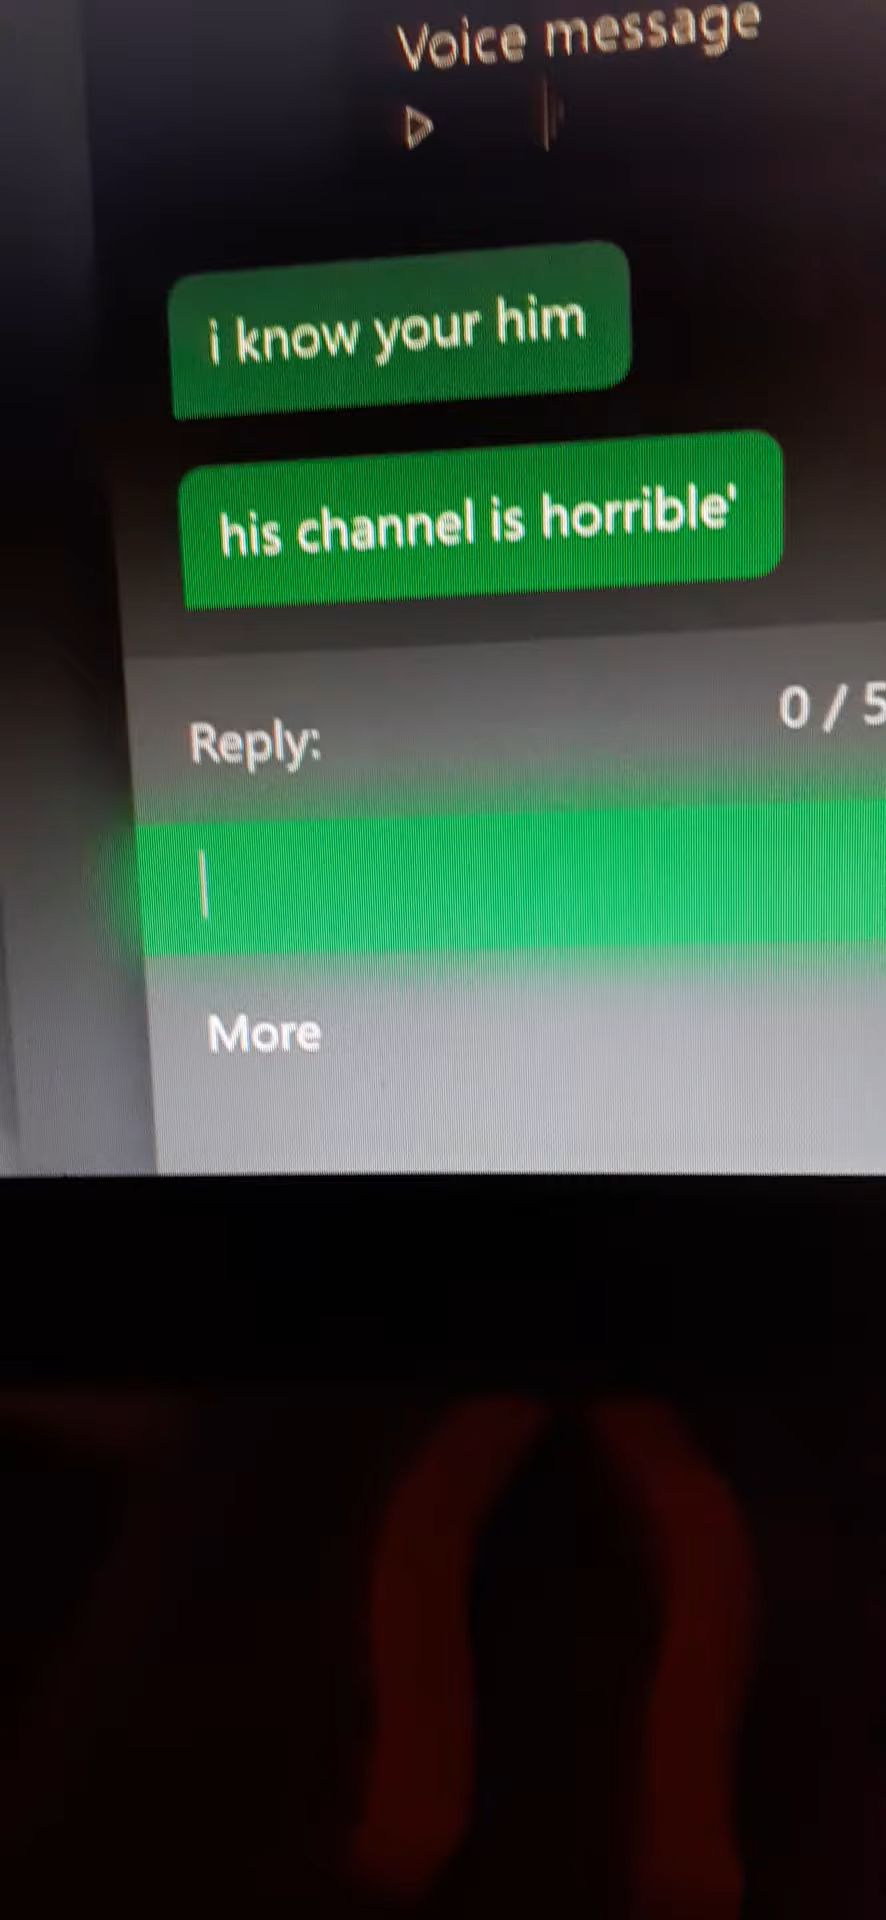 Voice message
i know your him
his channel is horrible'
Reply:
0 / 5
More